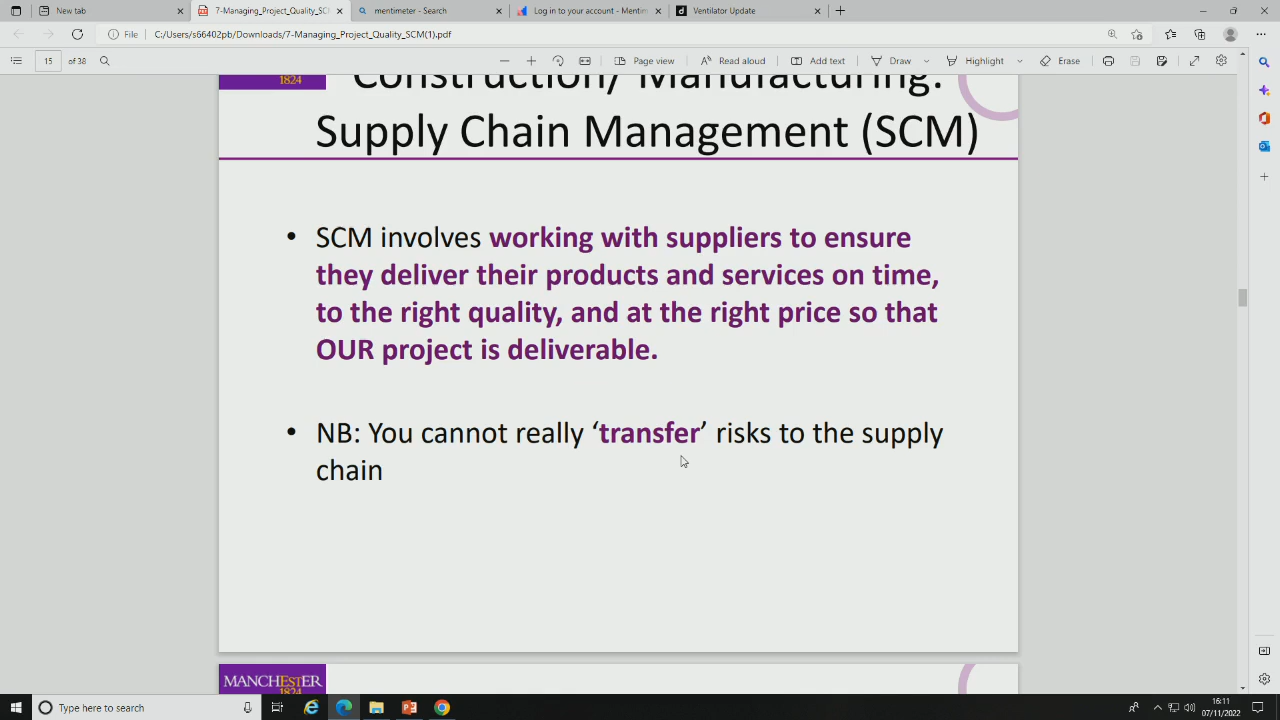 New tab
7-Managing_Project_Quality_SC
mentimeter - Search
Log in to your account - Mentim
Ventilator Update
File
C:/Users/s66402pb/Downloads/7-Managing_Project_Quality_SCM(1).pdf
15
of 38
Page view
Read aloud
Add text
Draw
Highlight
Erase
1824
Construction/ Manufacturing:
Supply Chain Management (SCM)
• SCM involves working with suppliers to ensure
they deliver their products and services on time,
to the right quality, and at the right price so that
OUR project is deliverable.
• NB: You cannot really ‘transfer’ risks to the supply
chain
MANCHESTER
1824
Type here to search
16:11
07/11/2022